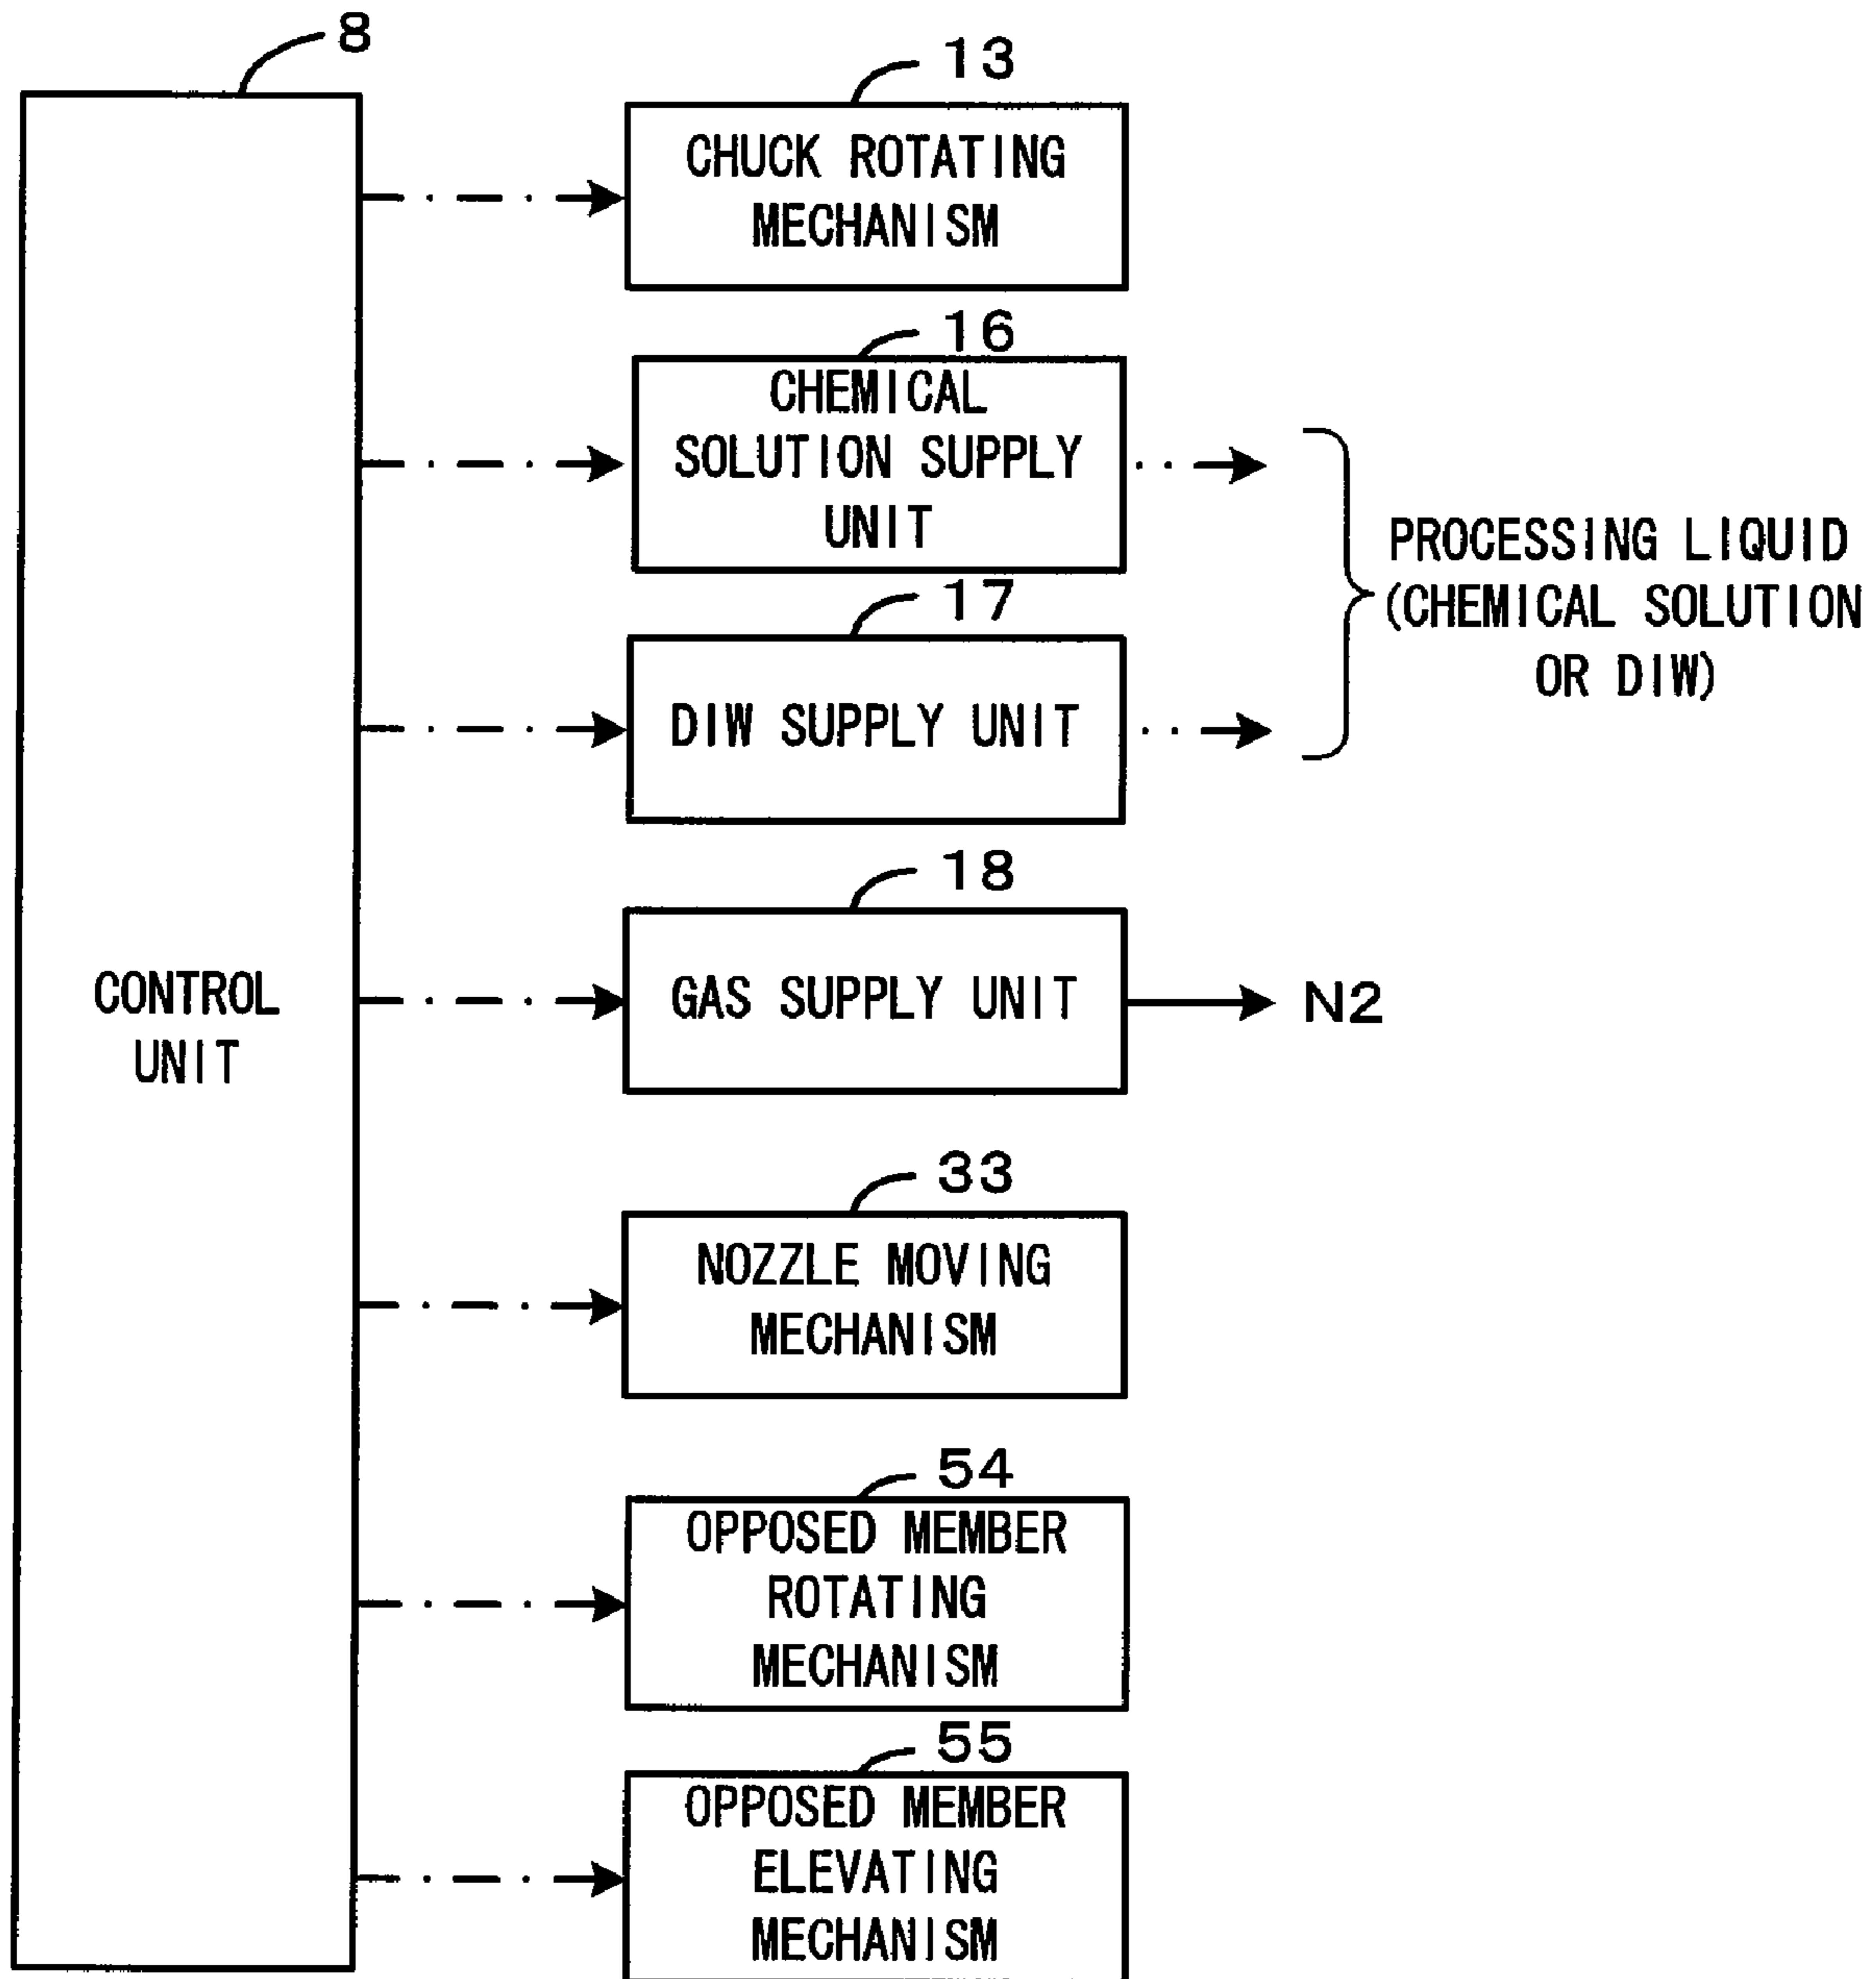 8
13
CHUCK ROTATING
MECHANISM
16
CHEMICAL
SOLUTION SUPPLY
UNIT
PROCESSING LIQUID
(CHEMICAL SOLUTION
OR DIW)
17
DIW SUPPLY UNIT
18
GAS SUPPLY UNIT
N2
CONTROL
UNIT
33
NOZZLE MOVING
MECHANISM
54
OPPOSED MEMBER
ROTATING
MECHANISM
55
OPPOSED MEMBER
ELEVATING
MECHANISM